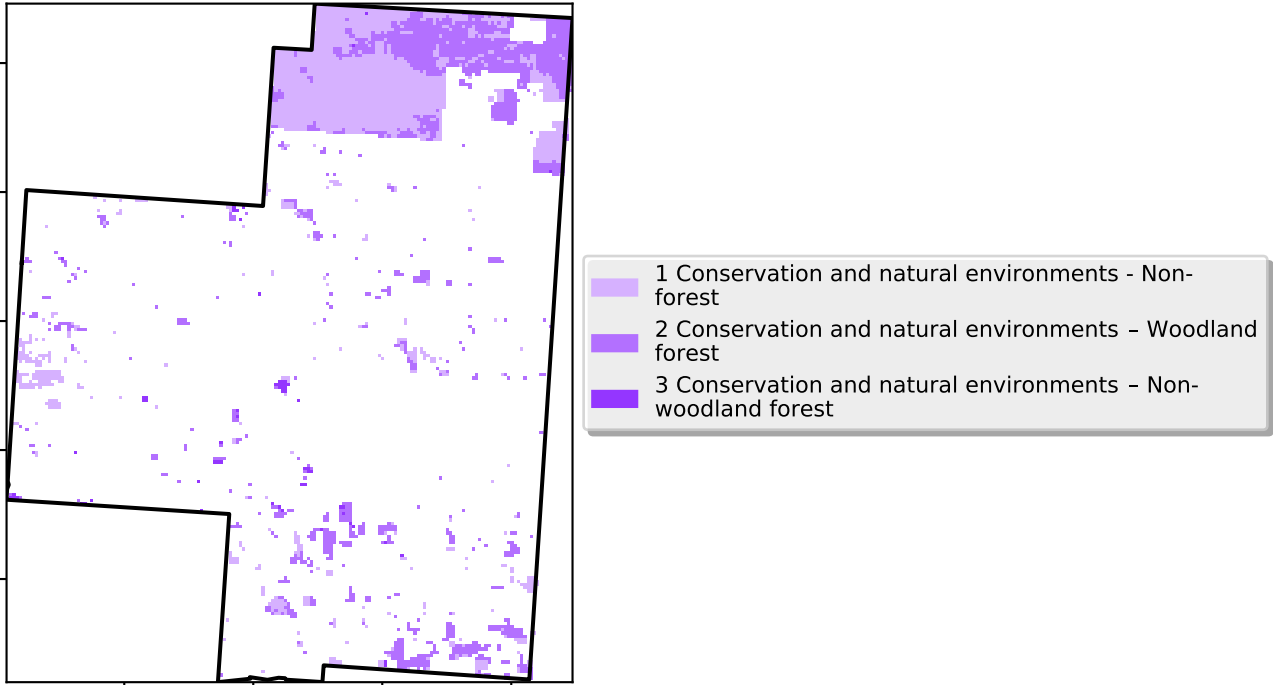 1 Conservation and natural environments - Non-
forest
2 Conservation and natural environments – Woodland
forest
3 Conservation and natural environments – Non-
woodland forest